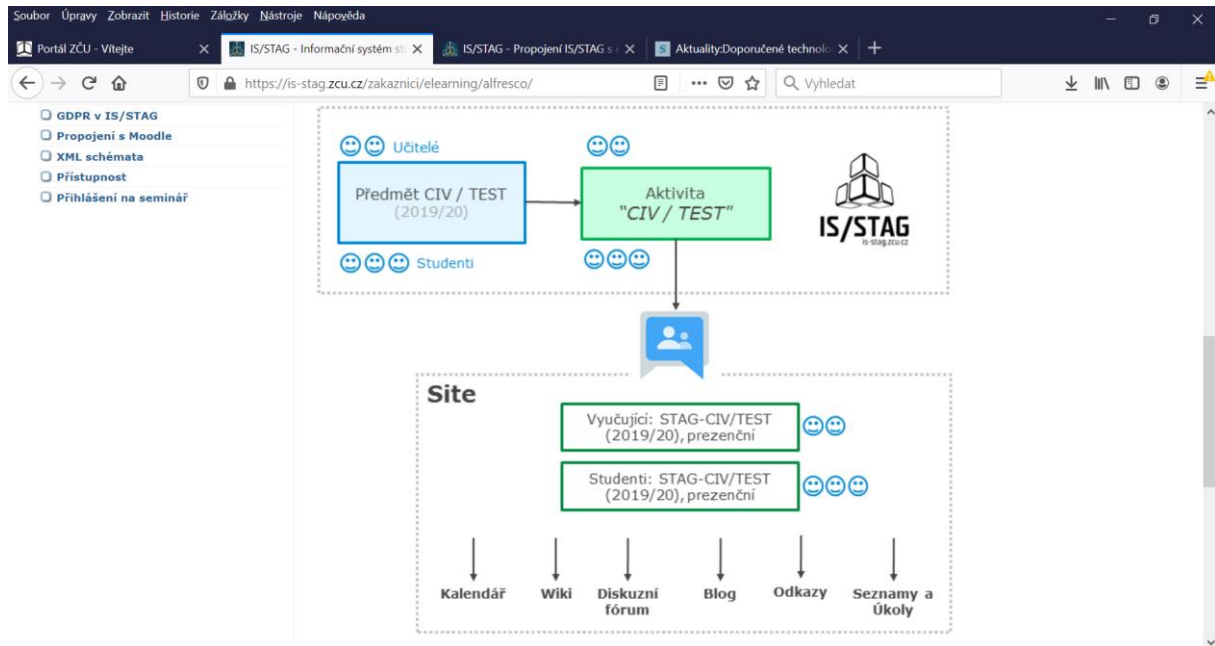 Soubor Úpravy Zobrazit Historie Záložky Nástroje Nápověda
Portál ZČU - Vítejte
IS/STAG - Informační systém st
IS/STAG - Propojení IS/STAG s
Aktuality:Doporučené technolo
https://is-stag.zcu.cz/zakaznici/elearning/alfresco/
Vyhledat
GDPR v IS/STAG
Propojení s Moodle
XML schémata
Přístupnost
Přihlášení na seminář
Učitelé
Předmět CIV / TEST
(2019/20)
Studenti
Aktivita
"CIV / TEST"
IS/STAG
is-stag.zcu.cz
Site
Vyučující: STAG-CIV/TEST
(2019/20), prezenční
Studenti: STAG-CIV/TEST
(2019/20), prezenční
Kalendář
Wiki
Diskuzní
fórum
Blog
Odkazy
Seznamy a
Úkoly